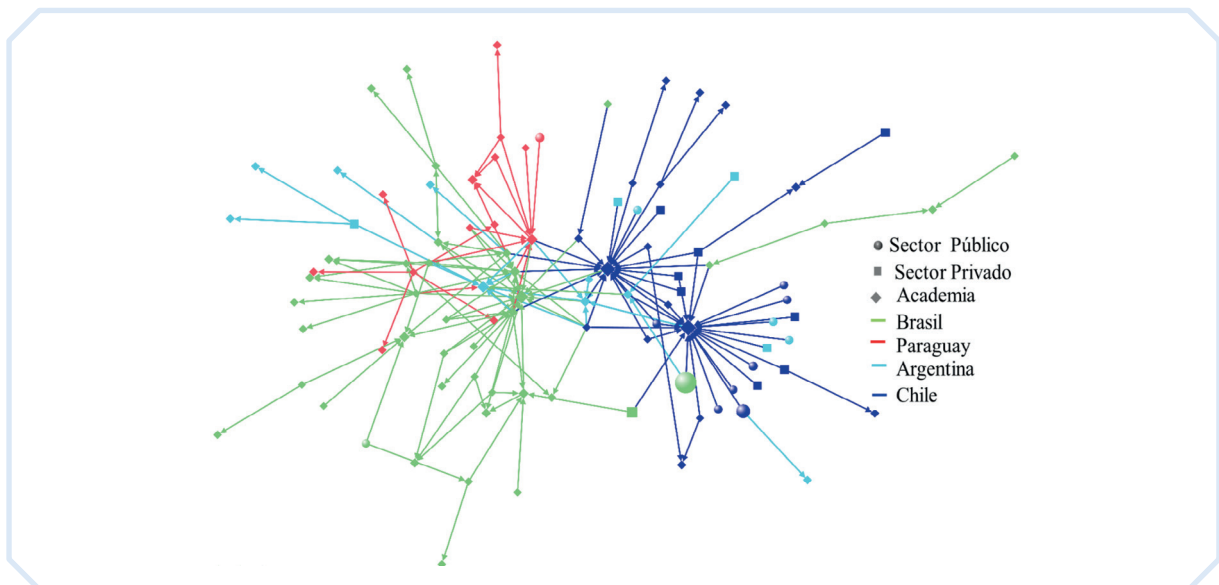 Sector Público
Sector Privado
Academia
Brasil
Paraguay
Argentina
Chile